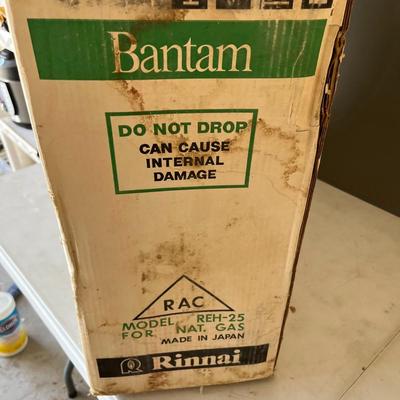 Bantam
DO NOT DROP
CAN CAUSE
INTERNAL
DAMAGE
RAC
MODEL REH-25
FOR NAT. GAS
MADE IN JAPAN
R Rinnai